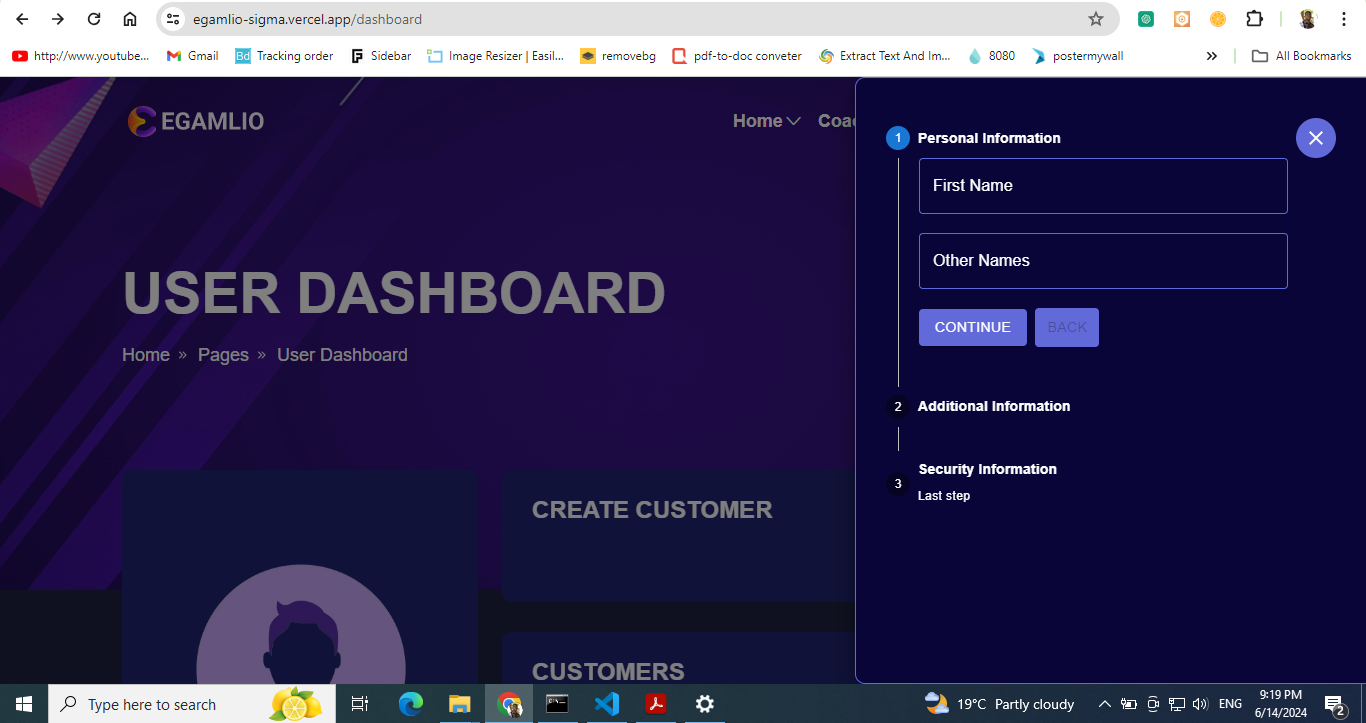 egamlio-sigma.vercel.app/dashboard
http://www.youtube...
Gmail
Bd
Tracking order
Sidebar
Image Resizer | Easil...
removebg
pdf-to-doc conveter
Extract Text And Im...
8080
postermywall
»
All Bookmarks
EGAMLIO
Home
Coac
USER DASHBOARD
Home » Pages » User Dashboard
CREATE CUSTOMER
CUSTOMERS
1 Personal Information
First Name
Other Names
CONTINUE
BACK
2 Additional Information
Security Information
3
Last step
Type here to search
19°C Partly cloudy
ENG
9:19 PM
6/14/2024
2